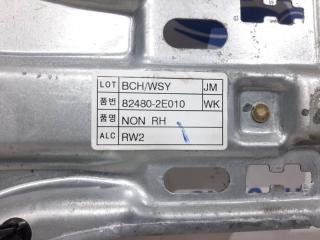 LOT BCH/WSY JM
품번 82480-2E010 WK
품명 NON RH
ALC RW2